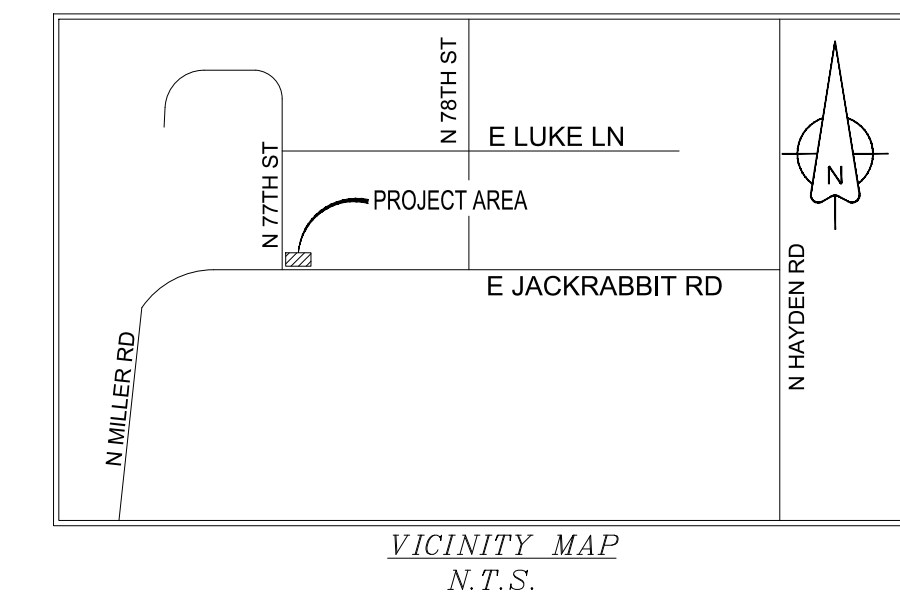 N 78TH ST
E LUKE LN
N 77TH ST
PROJECT AREA
N
E JACKRABBIT RD
N HAYDEN RD
N MILLER RD
VICINITY MAP
N.T.S.